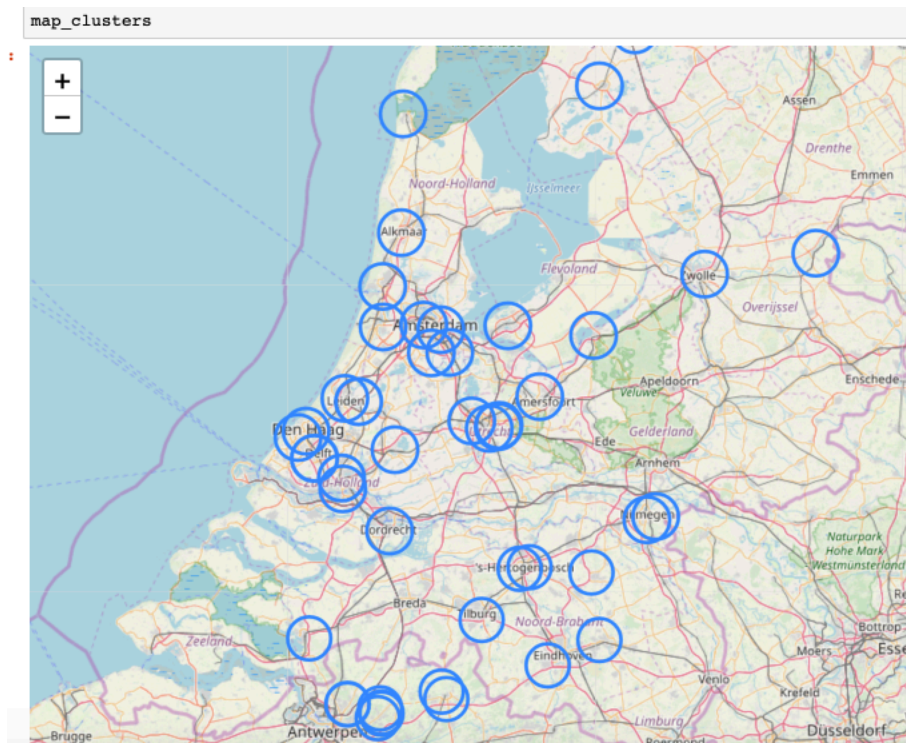 map_clusters
:
+
−
Assen
Drenthe
Emmen
Noord-Holland
IJsselmeer
Alkmaar
Flevoland
Zwolle
Overijssel
Amsterdam
Apeldoorn
Enschede
Veluwe
Leiden
Amersfoort
Den Haag
Utrecht
Gelderland
Ede
Delft
Arnhem
Zuid-Holland
Nijmegen
Dordrecht
Naturpark
Hohe Mark
Westmünsterland
's-Hertogenbosch
Breda
Tilburg
Noord-Brabant
Zeeland
Bottrop
Eindhoven
Moers
Venlo
Krefeld
Antwerpen
Limburg
Düsseldorf
Brugge
Roermond